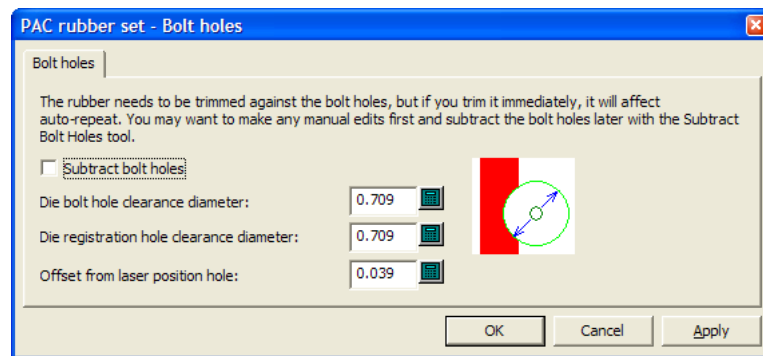 PAC rubber set - Bolt holes
Bolt holes
The rubber needs to be trimmed against the bolt holes, but if you trim it immediately, it will affect
auto-repeat. You may want to make any manual edits first and subtract the bolt holes later with the Subtract
Bolt Holes tool.
Subtract bolt holes
Die bolt hole clearance diameter: 0.709
Die registration hole clearance diameter: 0.709
Offset from laser position hole: 0.039
OK Cancel Apply